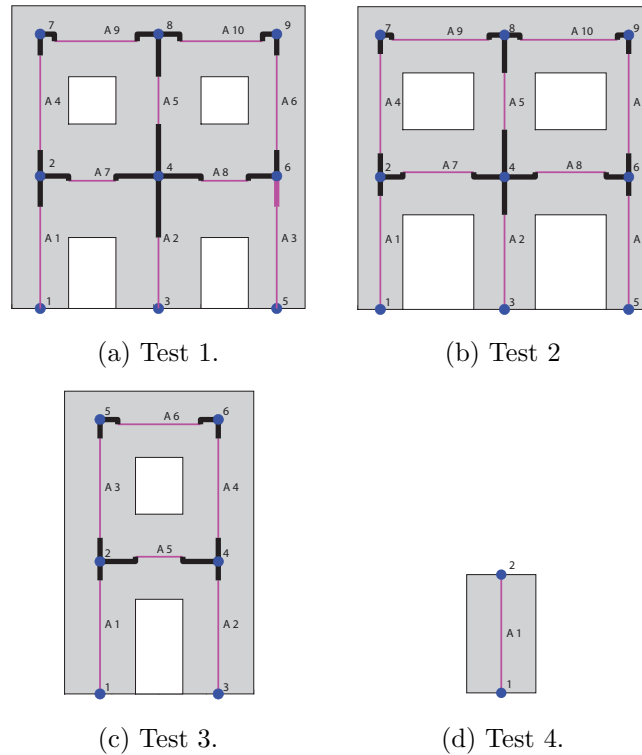 7 A 9 8 A 10 9
A 4 A 5 A 6
2 A 7 4 A 8 6
A 1 A 2 A 3
1 3 5
(a) Test 1.
7 A 9 8 A 10 9
A 4 A 5 A
2 A 7 4 A 8 6
A 1 A 2 A
1 3 5
(b) Test 2
5 A 6 6
A 3 A 4
2 A 5 4
A 1 A 2
1 3
(c) Test 3.
2
A 1
1
(d) Test 4.